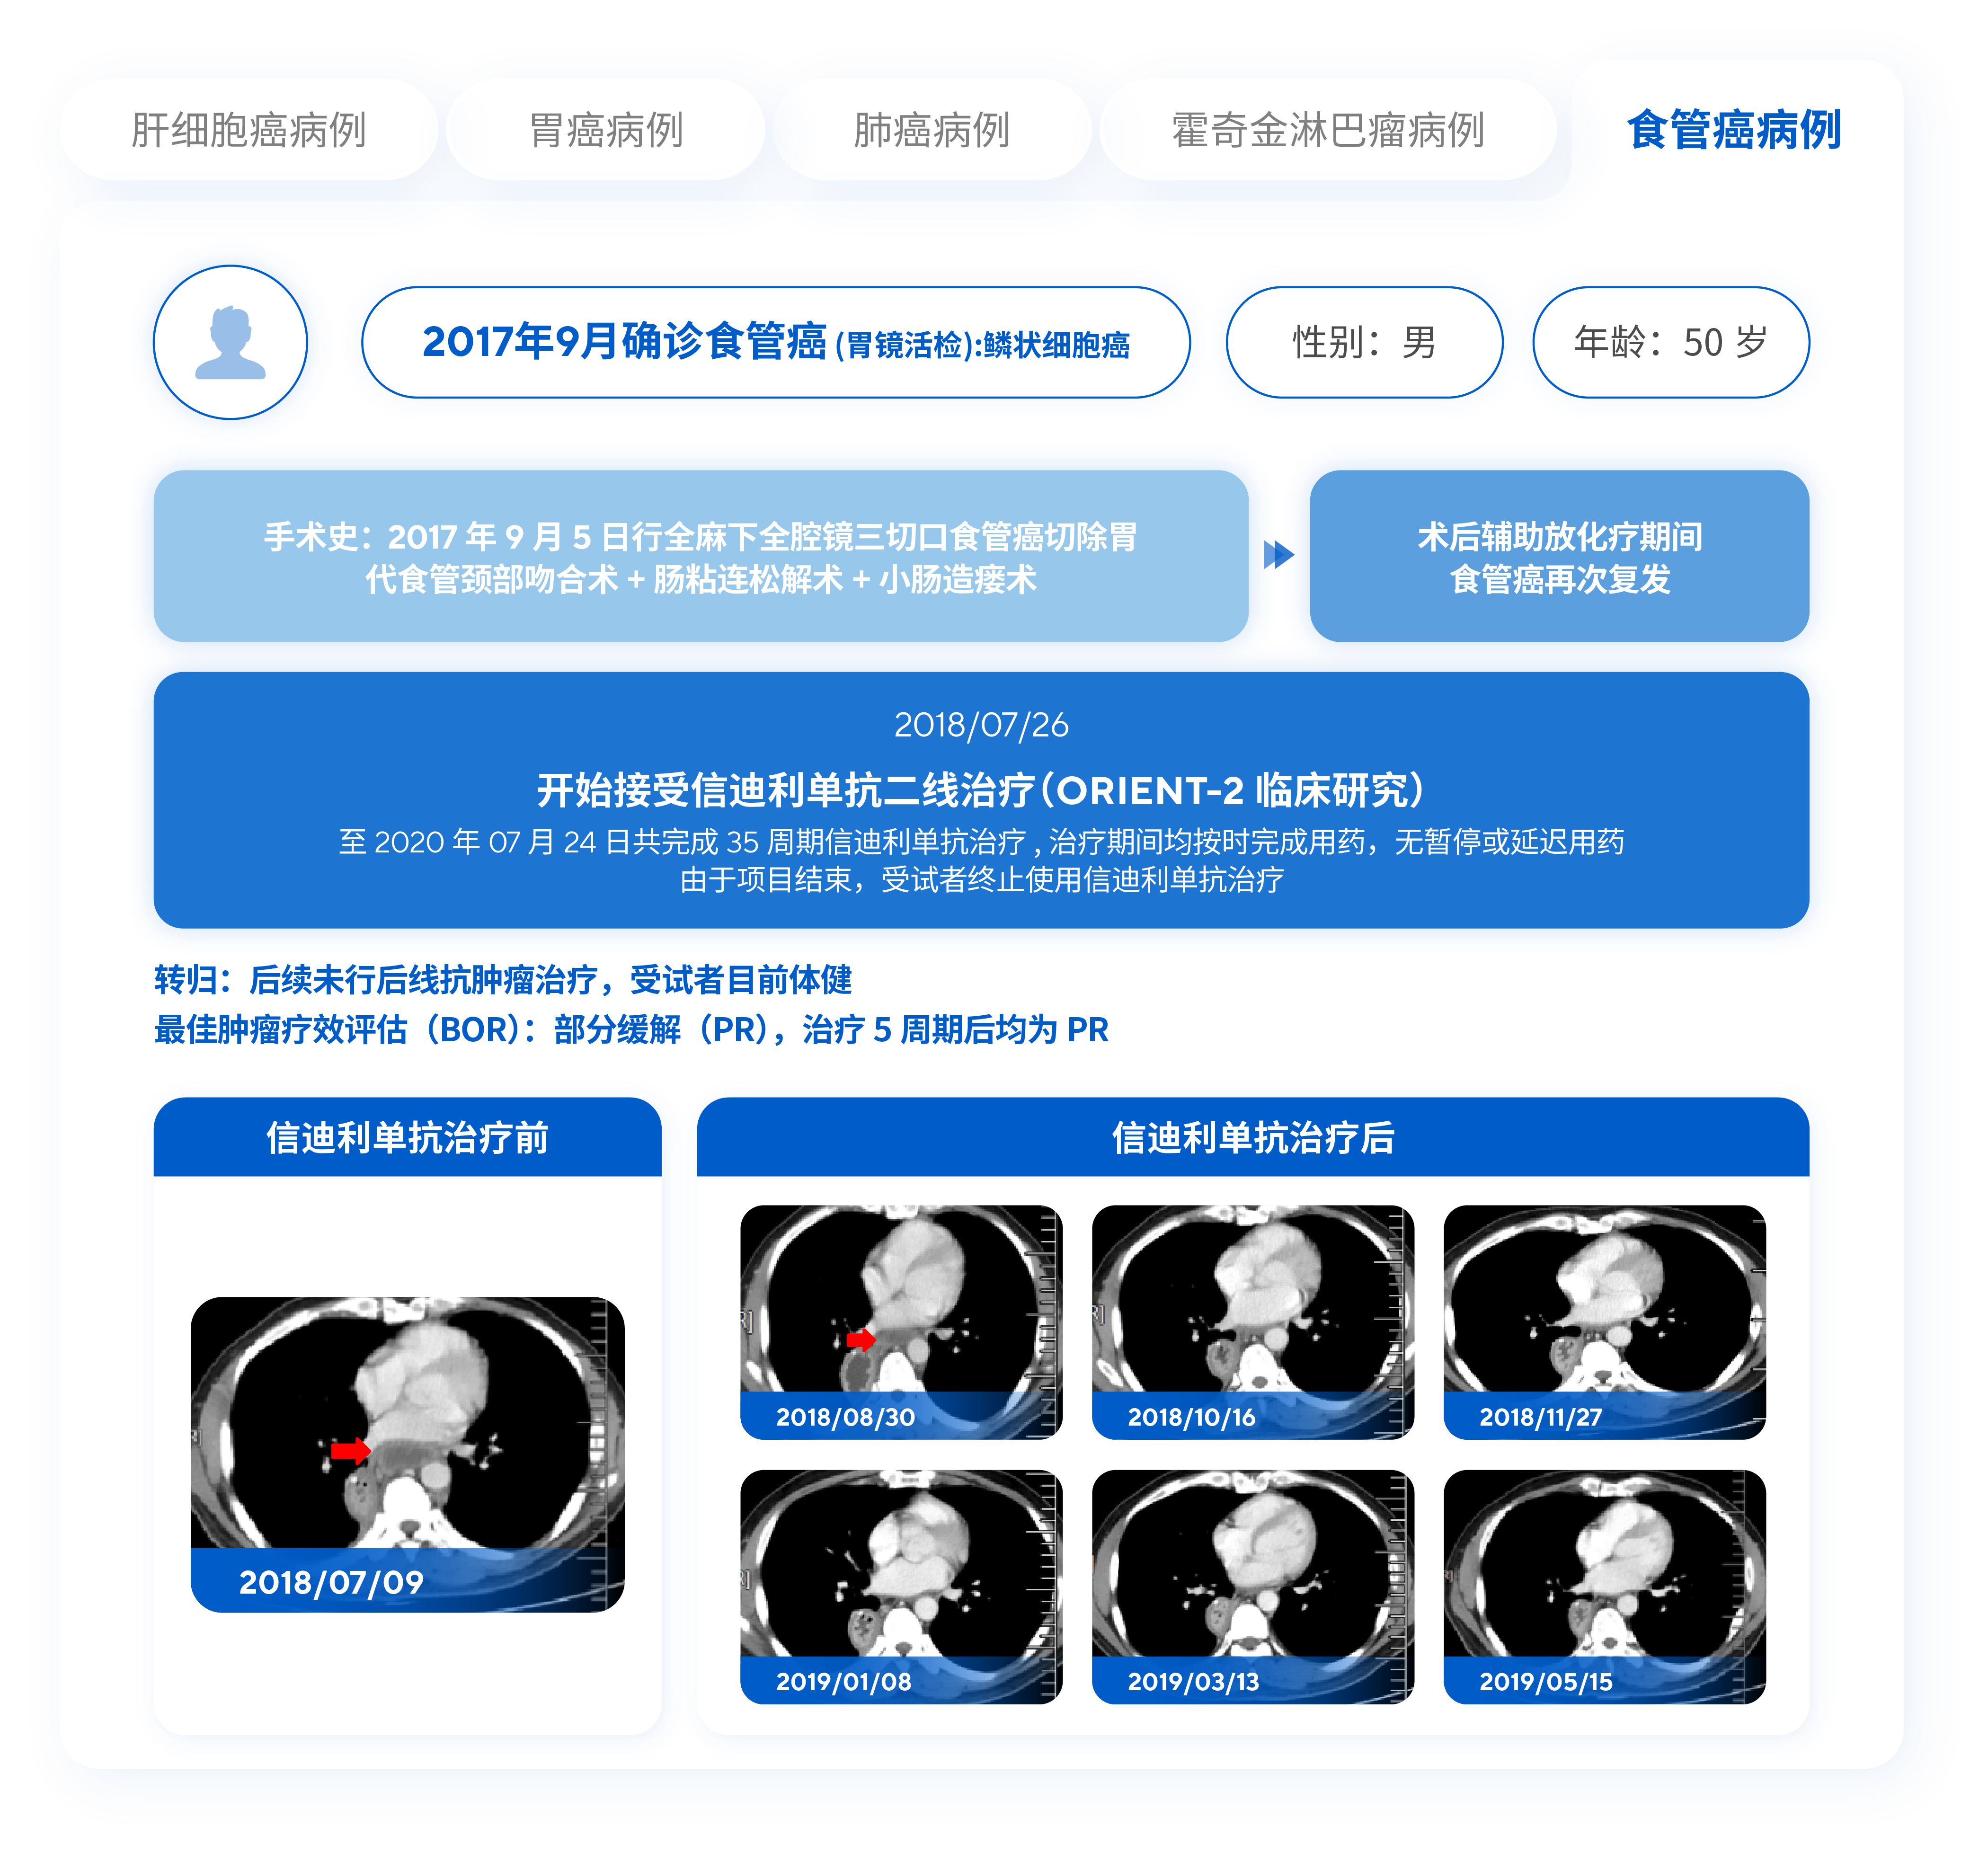 肝细胞癌病例
胃癌病例
肺癌病例
霍奇金淋巴瘤病例
食管癌病例
2017年9月确诊食管癌 (胃镜活检):鳞状细胞癌
性别：男
年龄：50 岁
手术史：2017 年 9 月 5 日行全麻下全腔镜三切口食管癌切除胃
代食管颈部吻合术 + 肠粘连松解术 + 小肠造瘘术
术后辅助放化疗期间
食管癌再次复发
2018/07/26
开始接受信迪利单抗二线治疗（ORIENT-2 临床研究）
至 2020 年 07 月 24 日共完成 35 周期信迪利单抗治疗 , 治疗期间均按时完成用药，无暂停或延迟用药
由于项目结束，受试者终止使用信迪利单抗治疗
转归：后续未行后线抗肿瘤治疗，受试者目前体健
最佳肿瘤疗效评估（BOR）：部分缓解（PR），治疗 5 周期后均为 PR
信迪利单抗治疗前
2018/07/09
信迪利单抗治疗后
2018/08/30
2018/10/16
2018/11/27
2019/01/08
2019/03/13
2019/05/15